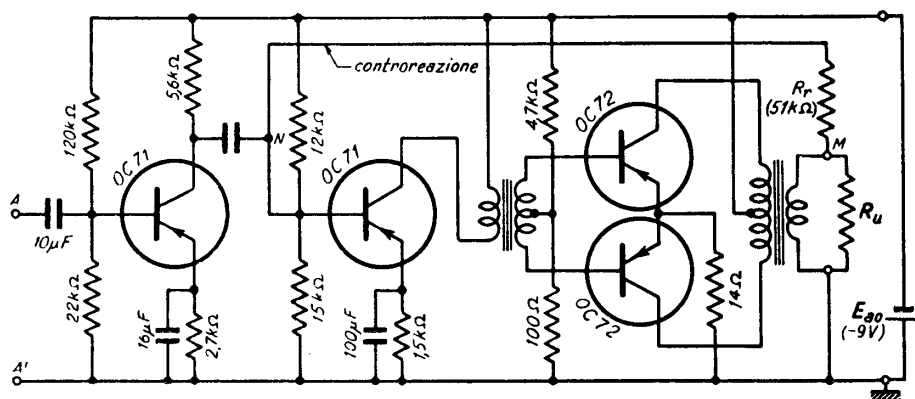 5,6kΩ
controreazione
120kΩ
OC71
N
12kΩ
OC71
4,7kΩ
OC72
Rr
(51kΩ)
M
A
10μF
22kΩ
16μF
2,7kΩ
15kΩ
100μF
1,5kΩ
100Ω
OC72
14Ω
Ru
Eao
(-9V)
A'